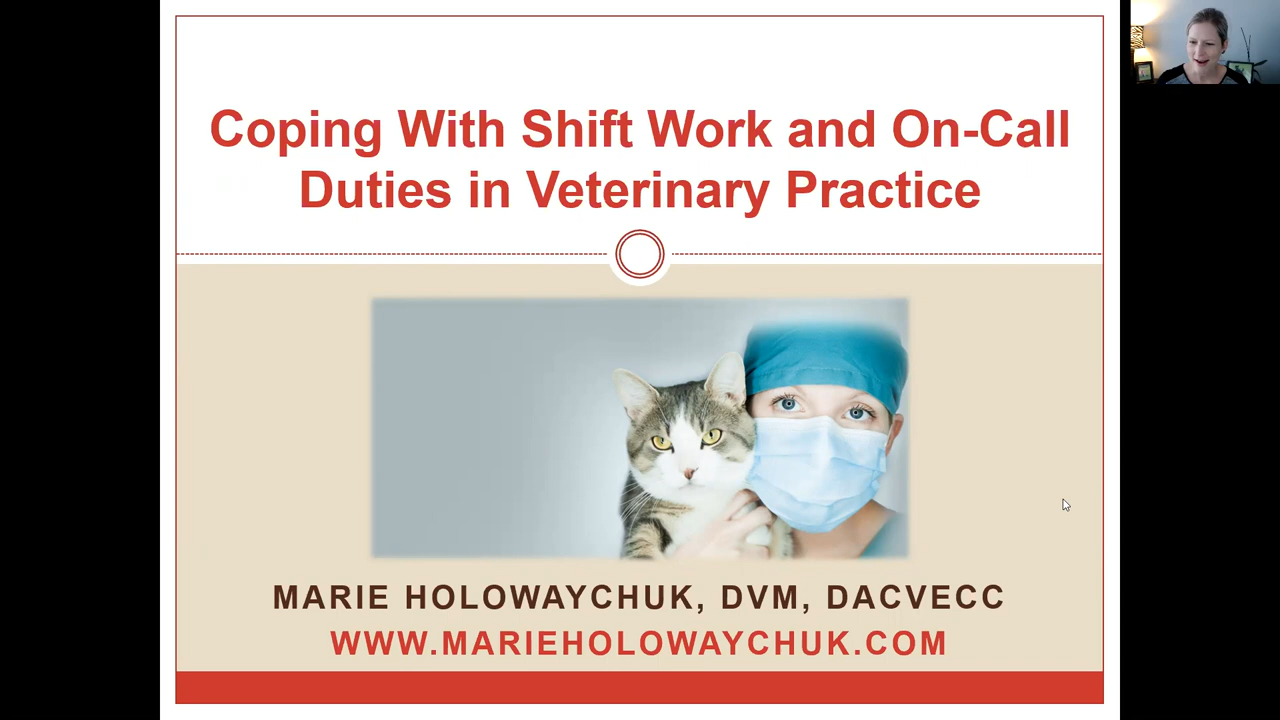 Coping With Shift Work and On-Call
Duties in Veterinary Practice
MARIE HOLOWAYCHUK, DVM, DACVECC
WWW.MARIEHOLOWAYCHUK.COM